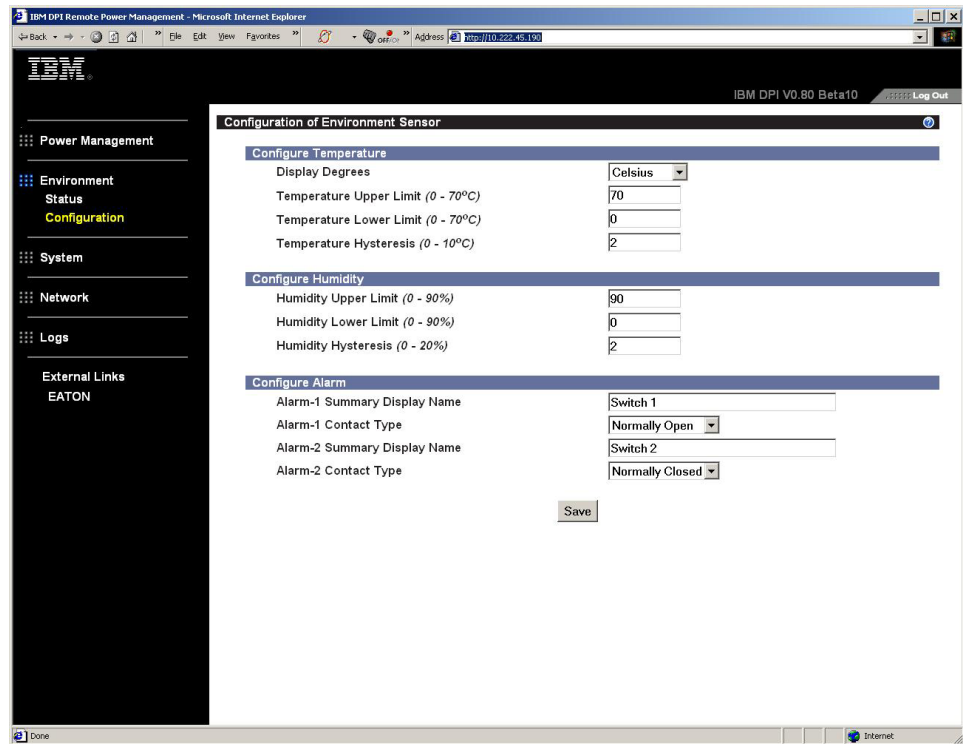 IBM DPI Remote Power Management - Microsoft Internet Explorer
Back » File Edit View Favorites » OFF » Address http://10.222.45.190
IBM
IBM DPI V0.80 Beta10 Log Out
Configuration of Environment Sensor ?
Power Management
Configure Temperature
Display Degrees Celsius
Environment
Status
Configuration
Temperature Upper Limit (0 - 70ºC) 70
Temperature Lower Limit (0 - 70ºC) 0
Temperature Hysteresis (0 - 10ºC) 2
System
Configure Humidity
Network
Humidity Upper Limit (0 - 90%) 90
Humidity Lower Limit (0 - 90%) 0
Logs
Humidity Hysteresis (0 - 20%) 2
External Links
EATON
Configure Alarm
Alarm-1 Summary Display Name Switch 1
Alarm-1 Contact Type Normally Open
Alarm-2 Summary Display Name Switch 2
Alarm-2 Contact Type Normally Closed
Save
Done Internet